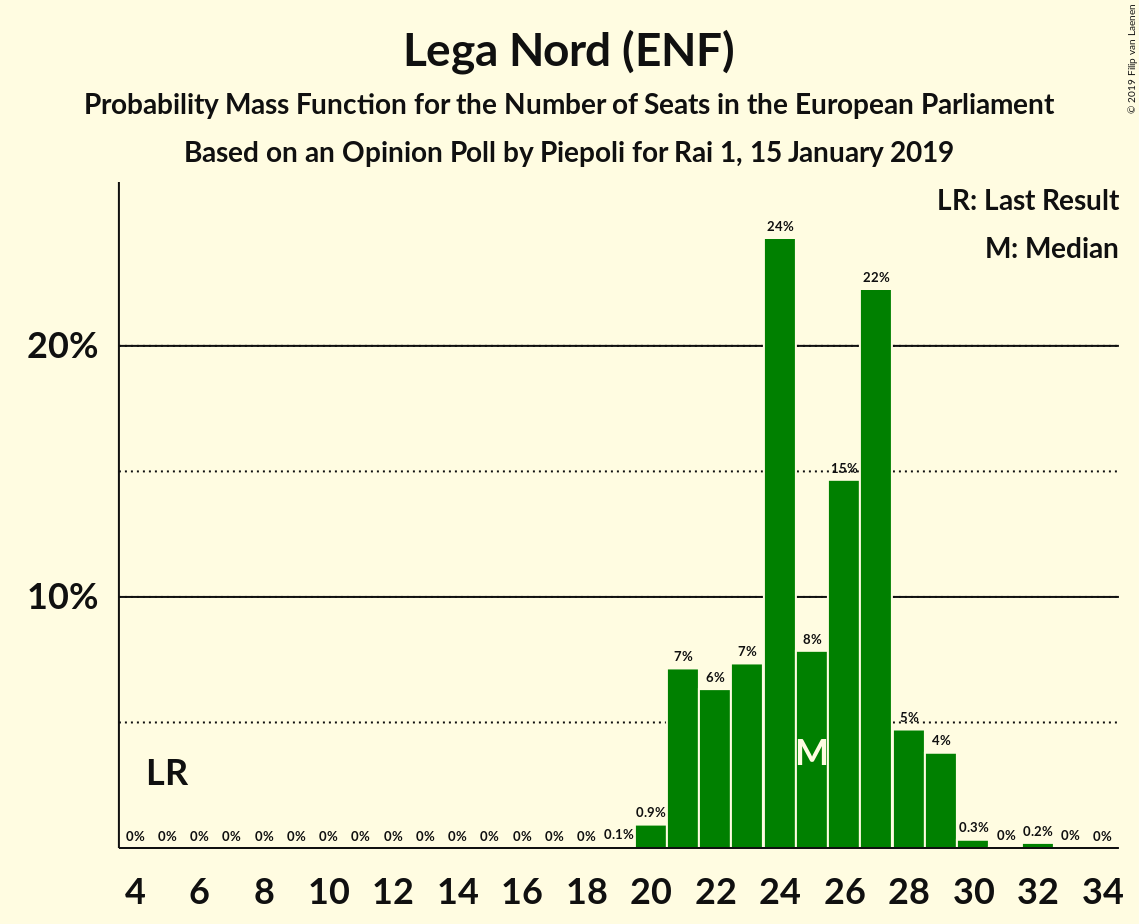 Lega Nord (ENF)
Probability Mass Function for the Number of Seats in the European Parliament
Based on an Opinion Poll by Piepoli for Rai 1, 15 January 2019
© 2019 Filip van Laenen
LR: Last Result
M: Median
20%
10%
24%
22%
15%
8%
7%
7%
6%
5%
4%
M
LR
0% 0% 0% 0% 0% 0% 0% 0% 0% 0% 0% 0% 0% 0% 0% 0.1% 0.9% 0.3% 0% 0.2% 0% 0%
4 6 8 10 12 14 16 18 20 22 24 26 28 30 32 34